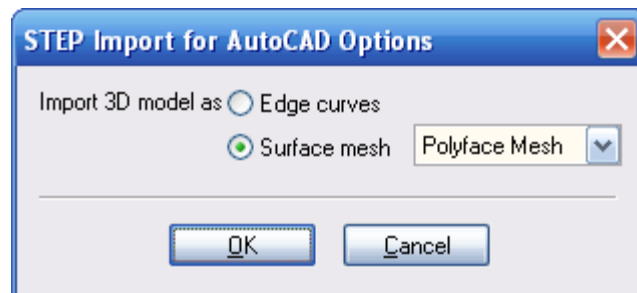 STEP Import for AutoCAD Options
Import 3D model as Edge curves
Surface mesh Polyface Mesh
OK Cancel